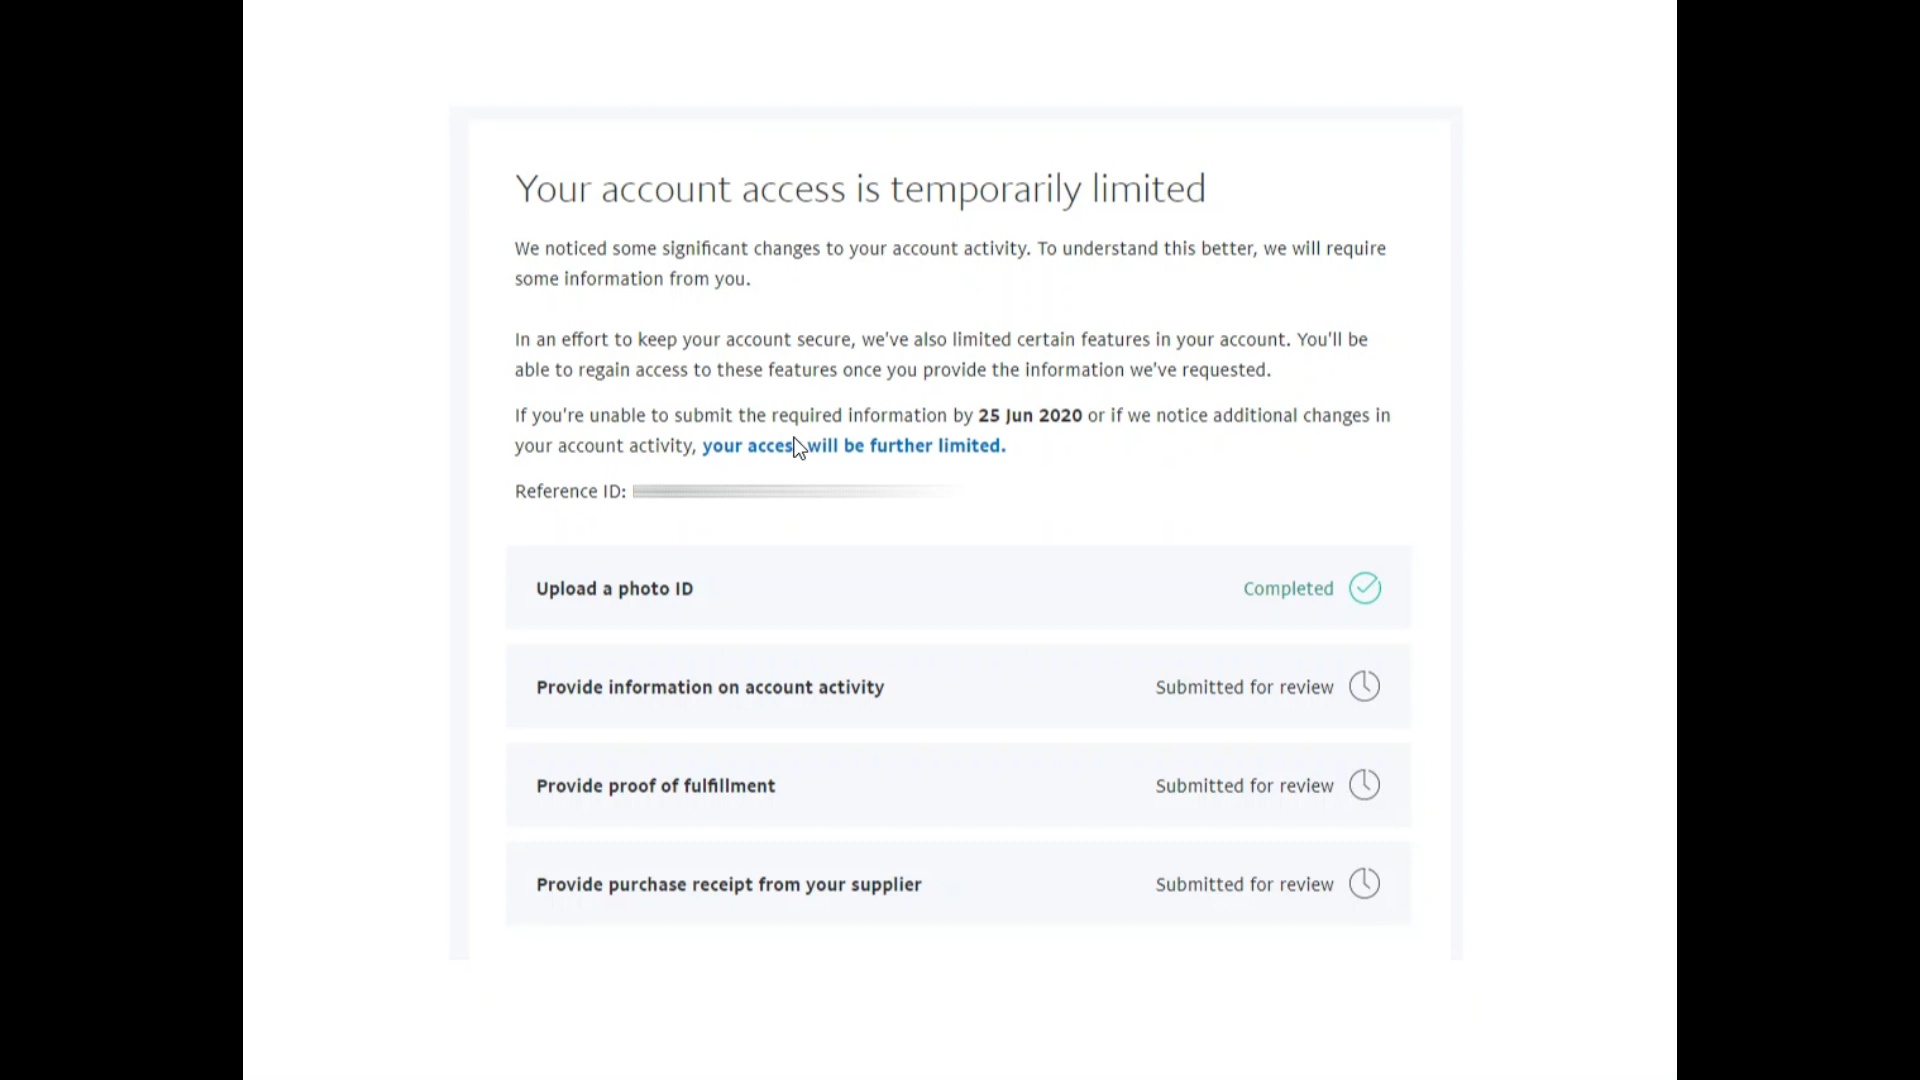 Your account access is temporarily limited
We noticed some significant changes to your account activity. To understand this better, we will require
some information from you.
In an effort to keep your account secure, we've also limited certain features in your account. You'll be
able to regain access to these features once you provide the information we've requested.
If you're unable to submit the required information by 25 Jun 2020 or if we notice additional changes in
your account activity, your access will be further limited.
Reference ID:
Upload a photo ID Completed
Provide information on account activity Submitted for review
Provide proof of fulfillment Submitted for review
Provide purchase receipt from your supplier Submitted for review